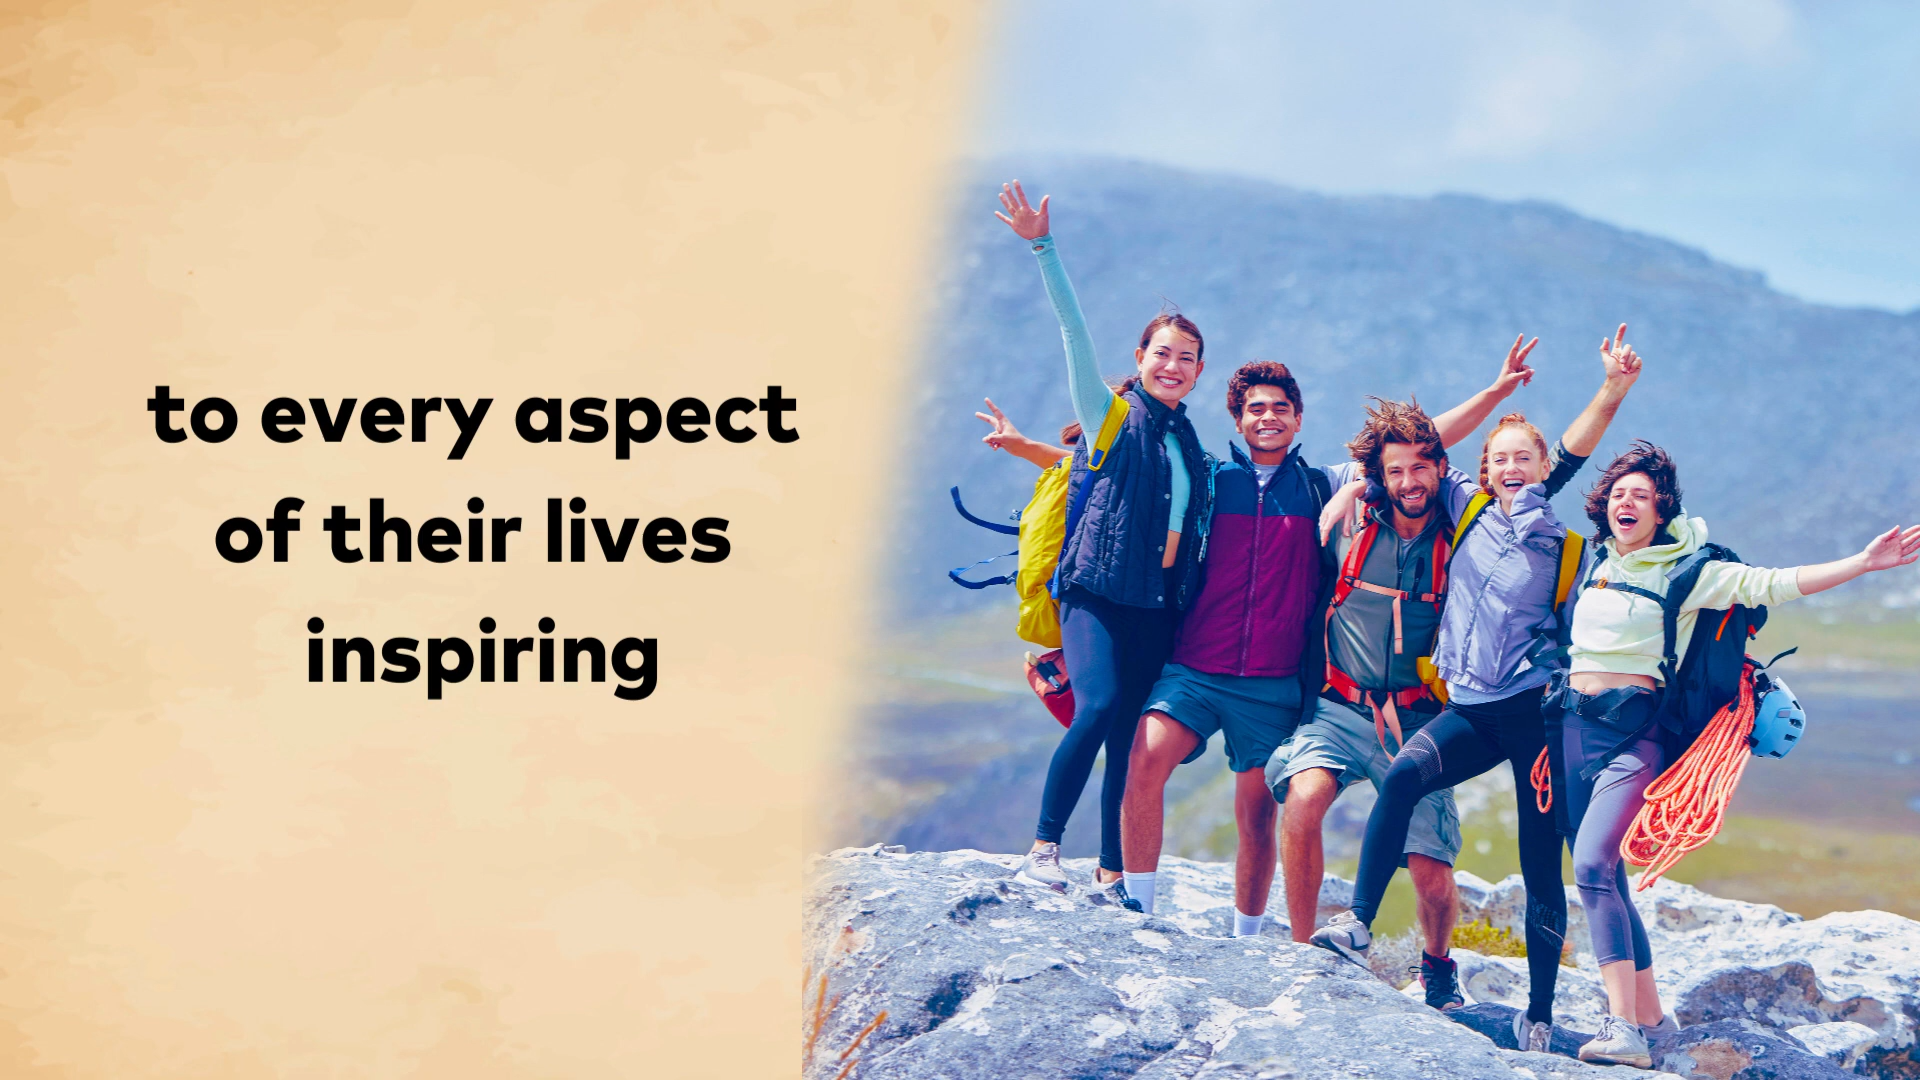 to every aspect
of their lives
inspiring